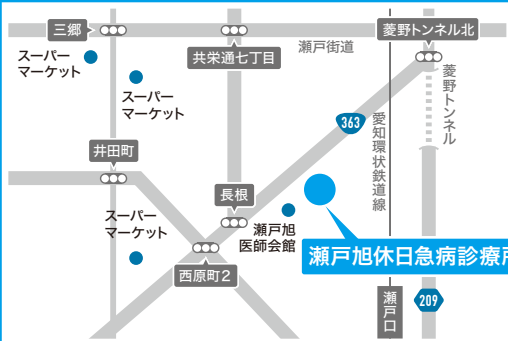 三郷
菱野トンネル北
瀬戸街道
共栄通七丁目
スーパー
マーケット
スーパー
マーケット
菱野トンネル
363
愛知環状鉄道線
井田町
長根
スーパー
マーケット
瀬戸旭
医師会館
瀬戸旭休日急病診療所
西原町2
瀬戸口
209